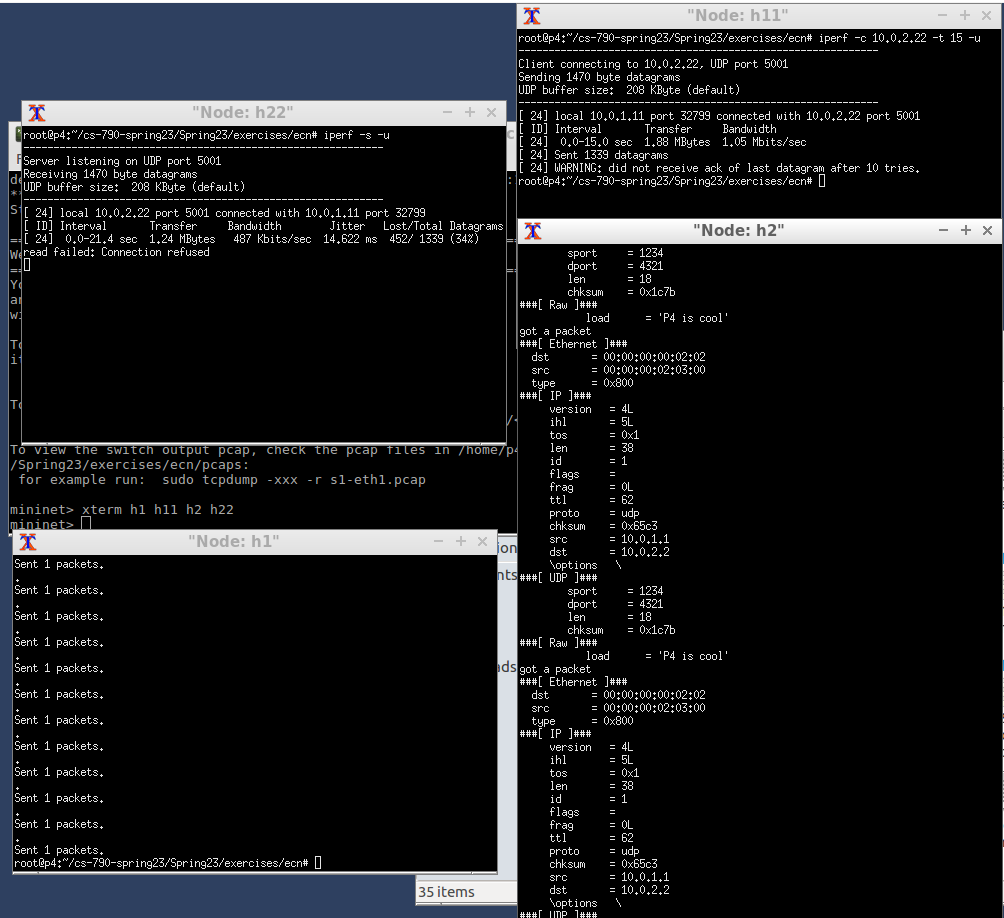 "Node: h11"
root@p4:~/cs-790-spring23/Spring23/exercises/ecn# iperf -c 10.0.2.22 -t 15 -u
------------------------------------------------------------
Client connecting to 10.0.2.22, UDP port 5001
Sending 1470 byte datagrams
UDP buffer size:  208 KByte (default)
------------------------------------------------------------
[ 24] local 10.0.1.11 port 32799 connected with 10.0.2.22 port 5001
[ ID] Interval       Transfer     Bandwidth
[ 24]  0.0-15.0 sec  1.88 MBytes  1.05 Mbits/sec
[ 24] Sent 1339 datagrams
[ 24] WARNING: did not receive ack of last datagram after 10 tries.
root@p4:~/cs-790-spring23/Spring23/exercises/ecn#
"Node: h22"
root@p4:~/cs-790-spring23/Spring23/exercises/ecn# iperf -s -u
------------------------------------------------------------
Server listening on UDP port 5001
Receiving 1470 byte datagrams
UDP buffer size:  208 KByte (default)
------------------------------------------------------------
[ 24] local 10.0.2.22 port 5001 connected with 10.0.1.11 port 32799
[ ID] Interval       Transfer     Bandwidth        Jitter   Lost/Total Datagrams
[ 24]  0.0-21.4 sec  1.24 MBytes   487 Kbits/sec  14.622 ms  452/ 1339 (34%)
read failed: Connection refused
To view the switch output pcap, check the pcap files in /home/p4
/Spring23/exercises/ecn/pcaps:
for example run:  sudo tcpdump -xxx -r s1-eth1.pcap
mininet> xterm h1 h11 h2 h22
mininet>
"Node: h1"
Sent 1 packets.
.
Sent 1 packets.
.
Sent 1 packets.
.
Sent 1 packets.
.
Sent 1 packets.
.
Sent 1 packets.
.
Sent 1 packets.
.
Sent 1 packets.
.
Sent 1 packets.
.
Sent 1 packets.
.
Sent 1 packets.
.
Sent 1 packets.
root@p4:~/cs-790-spring23/Spring23/exercises/ecn#
35 items
"Node: h2"
sport     = 1234
dport     = 4321
len       = 18
chksum    = 0x1c7b
###[ Raw ]###
load      = 'P4 is cool'
got a packet
###[ Ethernet ]###
dst       = 00:00:00:00:02:02
src       = 00:00:00:02:03:00
type      = 0x800
###[ IP ]###
version   = 4L
ihl       = 5L
tos       = 0x1
len       = 38
id        = 1
flags     =
frag      = 0L
ttl       = 62
proto     = udp
chksum    = 0x65c3
src       = 10.0.1.1
dst       = 10.0.2.2
\options   \
###[ UDP ]###
sport     = 1234
dport     = 4321
len       = 18
chksum    = 0x1c7b
###[ Raw ]###
load      = 'P4 is cool'
got a packet
###[ Ethernet ]###
dst       = 00:00:00:00:02:02
src       = 00:00:00:02:03:00
type      = 0x800
###[ IP ]###
version   = 4L
ihl       = 5L
tos       = 0x1
len       = 38
id        = 1
flags     =
frag      = 0L
ttl       = 62
proto     = udp
chksum    = 0x65c3
src       = 10.0.1.1
dst       = 10.0.2.2
\options   \
###[ UDP ]###